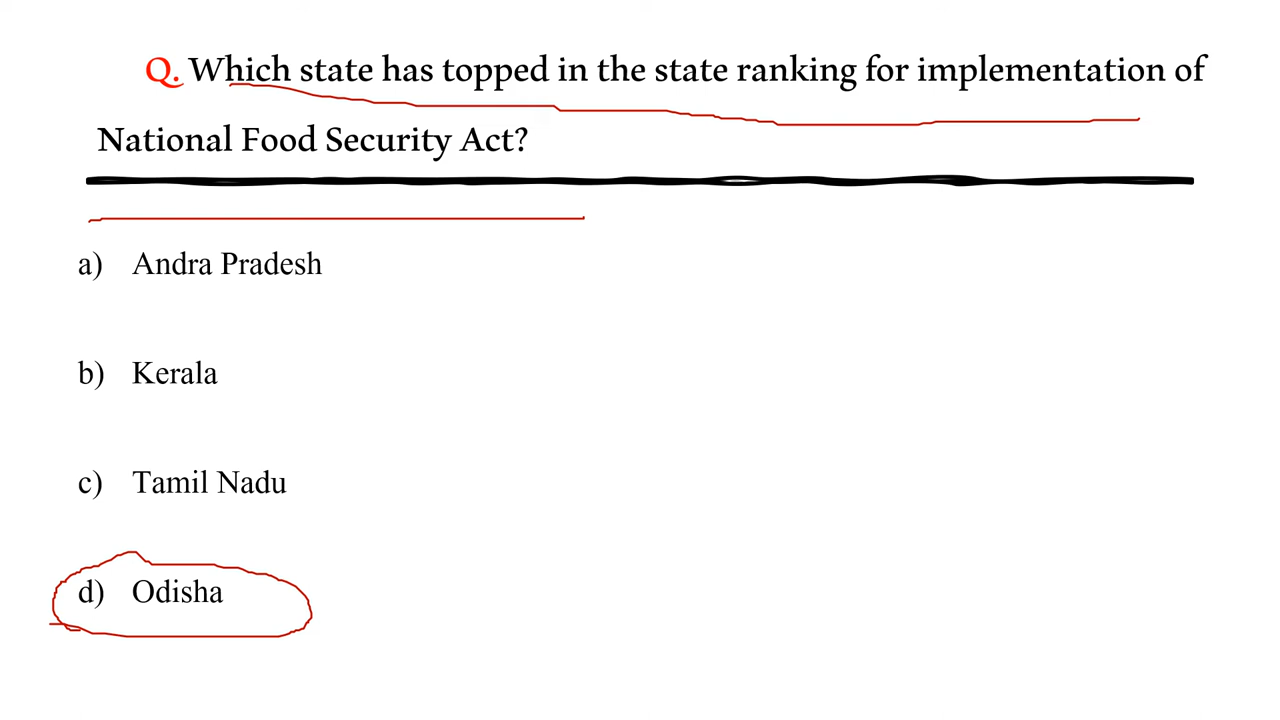 Q. Which state has topped in the state ranking for implementation of
National Food Security Act?
a) Andra Pradesh
b) Kerala
c) Tamil Nadu
d) Odisha